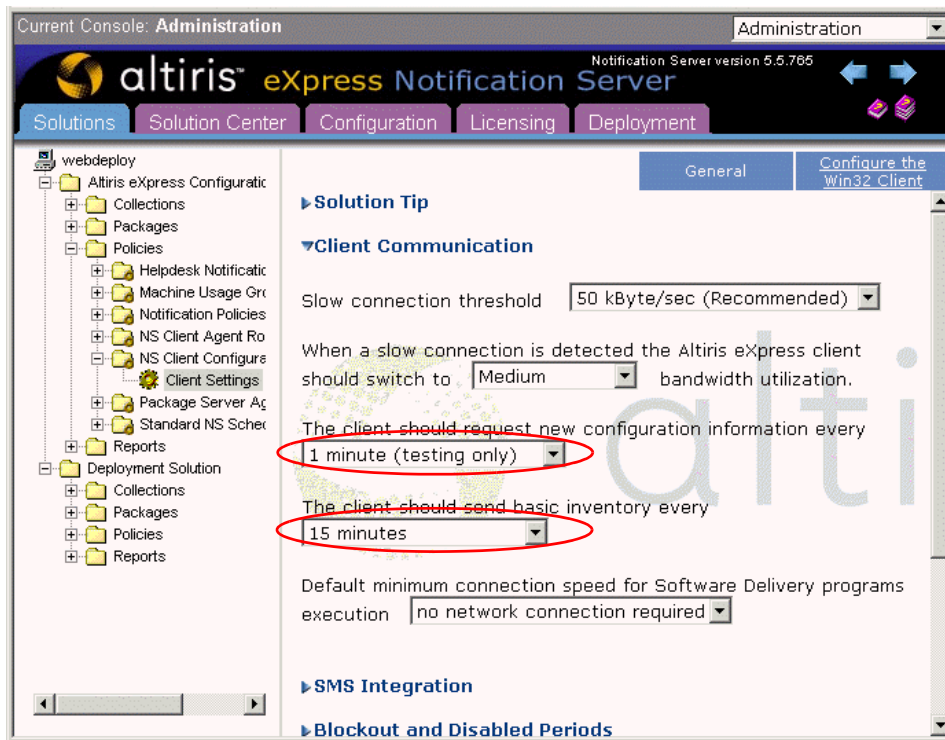 Current Console: Administration
Administration
altiris™ eXpress Notification Server
Notification Server version 5.5.765
Solutions
Solution Center
Configuration
Licensing
Deployment
webdeploy
Altiris eXpress Configuratic
Collections
Packages
Policies
Helpdesk Notificatic
Machine Usage Grc
Notification Policies
NS Client Agent Ro
NS Client Configura
Client Settings
Package Server Ag
Standard NS Sched
Reports
Deployment Solution
Collections
Packages
Policies
Reports
General
Configure the
Win32 Client
Solution Tip
Client Communication
Slow connection threshold 50 kByte/sec (Recommended)
When a slow connection is detected the Altiris eXpress client
should switch to Medium bandwidth utilization.
The client should request new configuration information every
1 minute (testing only)
The client should send basic inventory every
15 minutes
Default minimum connection speed for Software Delivery programs
execution no network connection required
SMS Integration
Blockout and Disabled Periods
alti